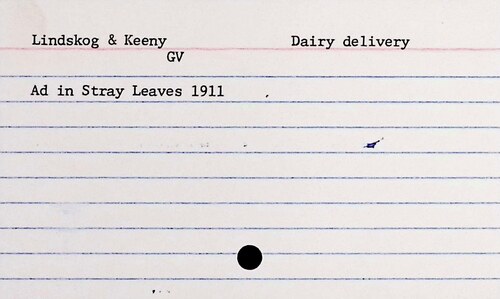 Lindskog & Keeny Dairy delivery
GV
Ad in Stray Leaves 1911